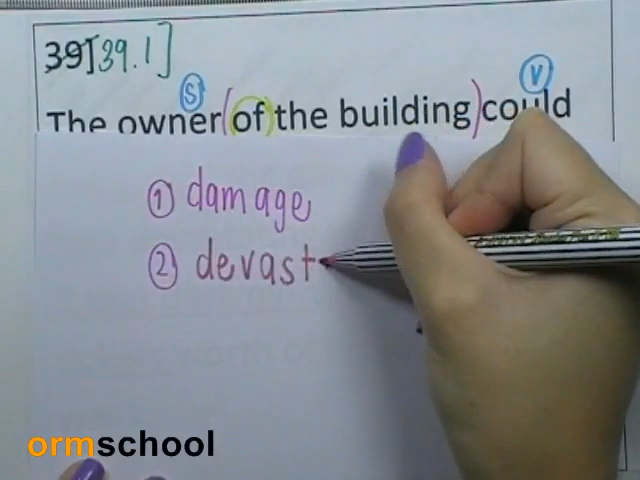 39][39.1]
S V
The owner (of the building) could
① damage
② devast
ormschool